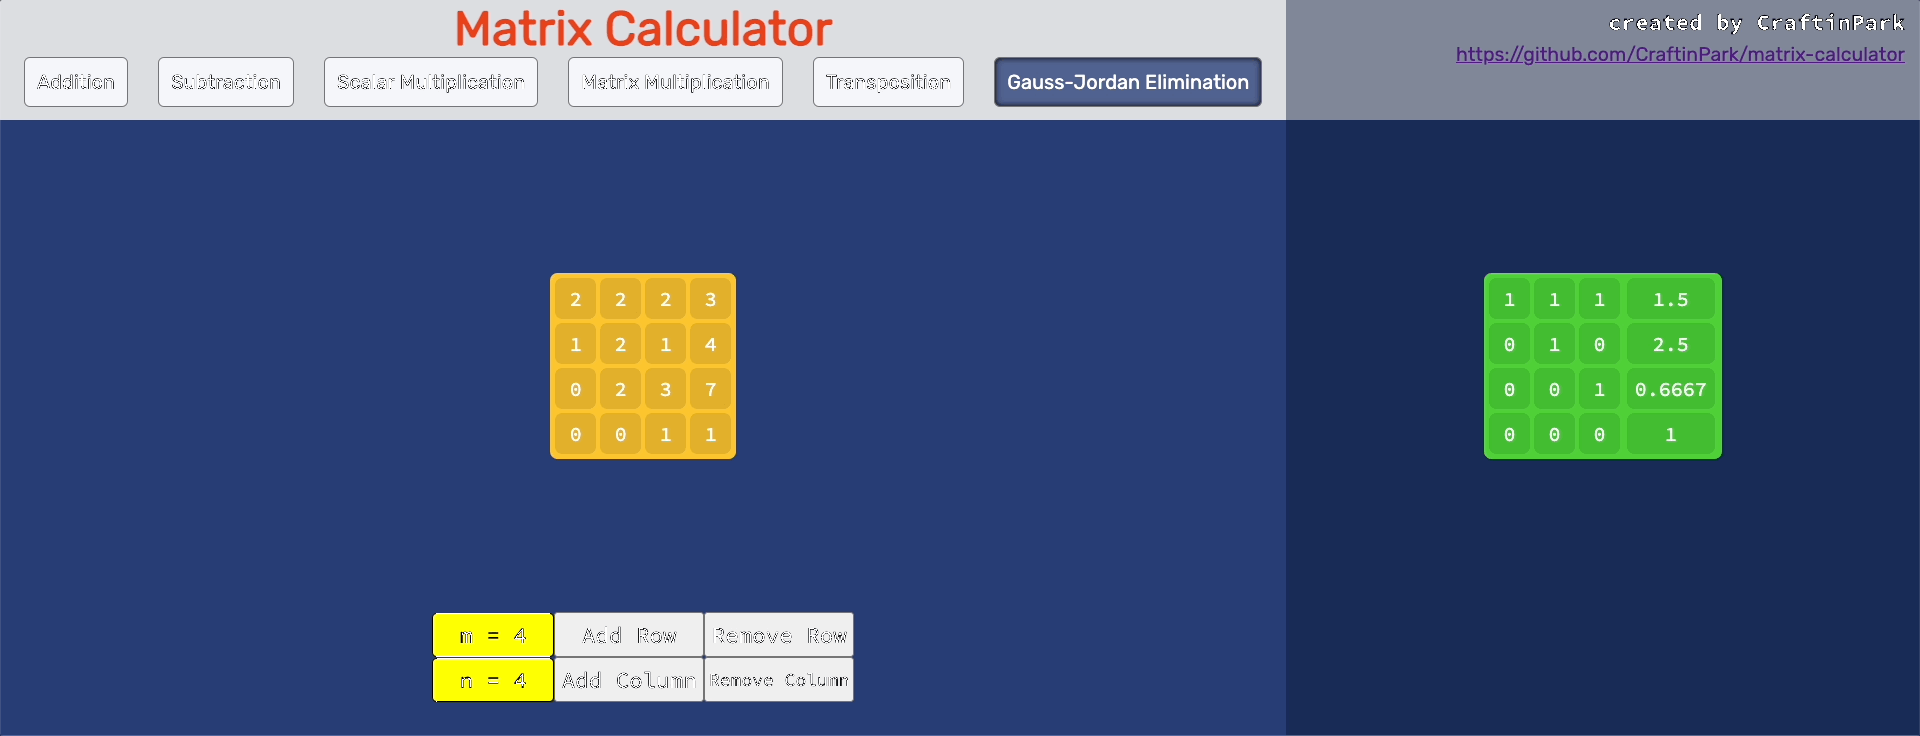 Matrix Calculator
created by CraftinPark
https://github.com/CraftinPark/matrix-calculator
Addition Subtraction Scalar Multiplication Matrix Multiplication Transposition Gauss-Jordan Elimination
2 2 2 3
1 2 1 4
0 2 3 7
0 0 1 1
1 1 1 1.5
0 1 0 2.5
0 0 1 0.6667
0 0 0 1
m = 4 Add Row Remove Row
n = 4 Add Column Remove Column